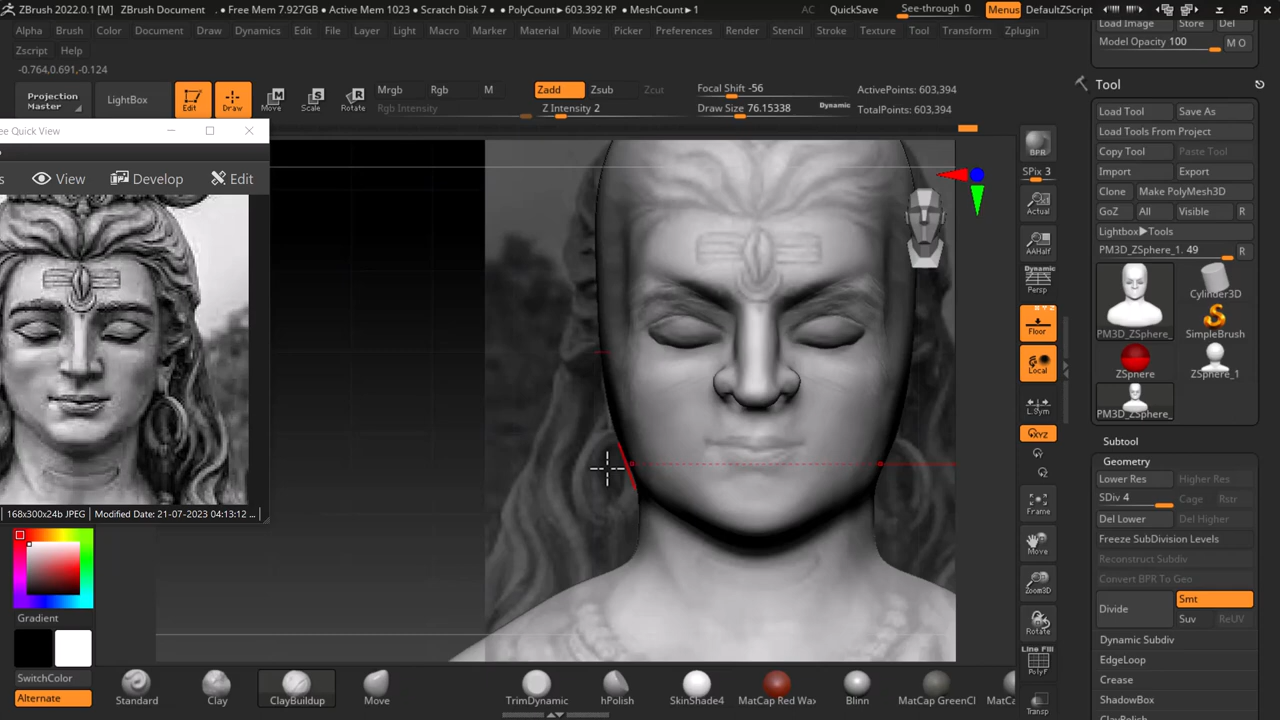 ZBrush 2022.0.1 [M] ZBrush Document . • Free Mem 7.927GB • Active Mem 1023 • Scratch Disk 7 • PolyCount▸ 603.392 KP • MeshCount▸ 1 AC QuickSave See-through 0 Menus DefaultZScript
Alpha Brush Color Document Draw Dynamics Edit File Layer Light Macro Marker Material Movie Picker Preferences Render Stencil Stroke Texture Tool Transform Zplugin
Zscript Help
-0.764,0.691,-0.124
Projection Master
LightBox
Edit
Draw
Move
Scale
Rotate
Mrgb Rgb M
Rgb Intensity
Zadd Zsub Zcut
Z Intensity 2
Focal Shift -56
Draw Size 76.15338 Dynamic
ActivePoints: 603,394
TotalPoints: 603,394
ee Quick View
View Develop Edit
168x300x24b JPEG Modified Date: 21-07-2023 04:13:12 ...
Gradient
SwitchColor
Alternate
Standard Clay ClayBuildup Move TrimDynamic hPolish SkinShade4 MatCap Red Wax Blinn MatCap GreenCl
BPR
SPix 3
Actual
AAHalf
Dynamic
Persp
X Y Z
Floor
Local
L.Sym
XYZ
Frame
Move
Zoom3D
Rotate
Line Fill
PolyF
Transp
Load Image Store Del
Model Opacity 100 M O
Tool
Load Tool Save As
Load Tools From Project
Copy Tool Paste Tool
Import Export
Clone Make PolyMesh3D
GoZ All Visible R
Lightbox▸Tools
PM3D_ZSphere_1. 49 R
PM3D_ZSphere_ Cylinder3D
SimpleBrush
ZSphere ZSphere_1
PM3D_ZSphere_
Subtool
Geometry
Lower Res Higher Res
SDiv 4 Cage Rstr
Del Lower Del Higher
Freeze SubDivision Levels
Reconstruct Subdiv
Convert BPR To Geo
Divide Smt
Suv ReUV
Dynamic Subdiv
EdgeLoop
Crease
ShadowBox